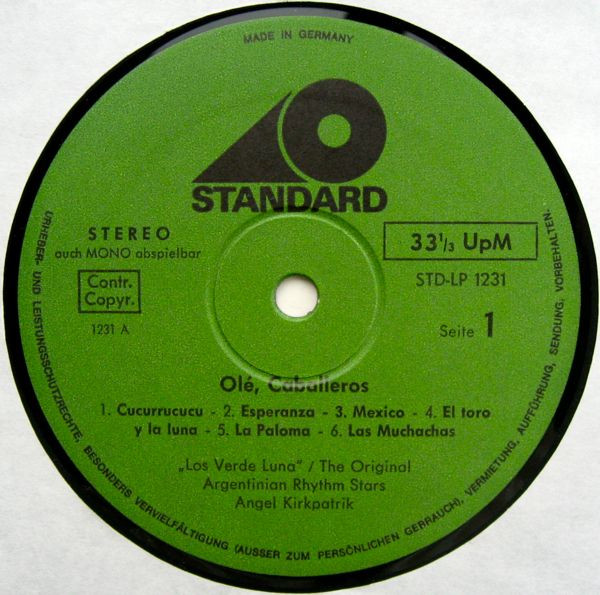 MADE IN GERMANY
STANDARD
STEREO
auch MONO abspielbar
33 1/3 UpM
Contr.
Copyr.
STD-LP 1231
1231 A
Seite 1
Olé, Caballeros
1. Cucurrucucu - 2. Esperanza - 3. Mexico - 4. El toro
y la luna - 5. La Paloma - 6. Las Muchachas
„Los Verde Luna" / The Original
Argentinian Rhythm Stars
Angel Kirkpatrik
URHEBER- UND LEISTUNGSSCHUTZRECHTE, BESONDERS VERVIELFÄLTIGUNG (AUSSER ZUM PERSÖNLICHEN GERRAUCH), VERMIETUNG, AUFFÜHRUNG, SENDUNG, VORBEHALTEN.